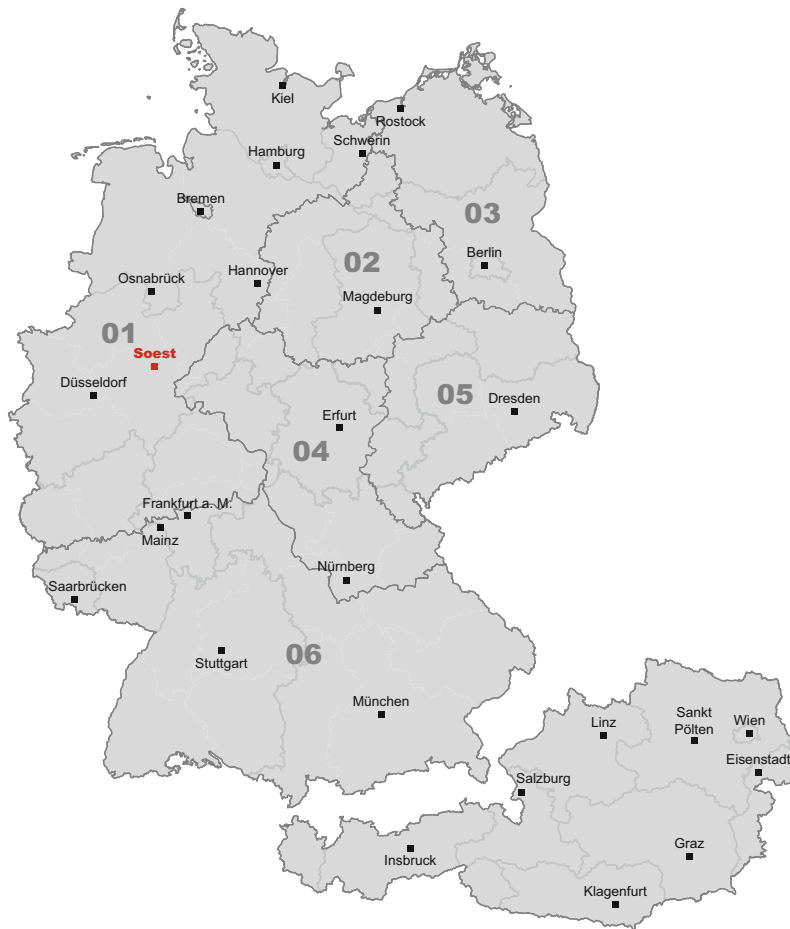 Kiel
Rostock
Schwerin
Hamburg
Bremen
03
Berlin
02
Hannover
Osnabrück
Magdeburg
01
Soest
Düsseldorf
05
Dresden
Erfurt
04
Frankfurt a. M.
Mainz
Nürnberg
Saarbrücken
06
Stuttgart
München
Linz
Sankt
Pölten
Wien
Eisenstadt
Salzburg
Graz
Insbruck
Klagenfurt